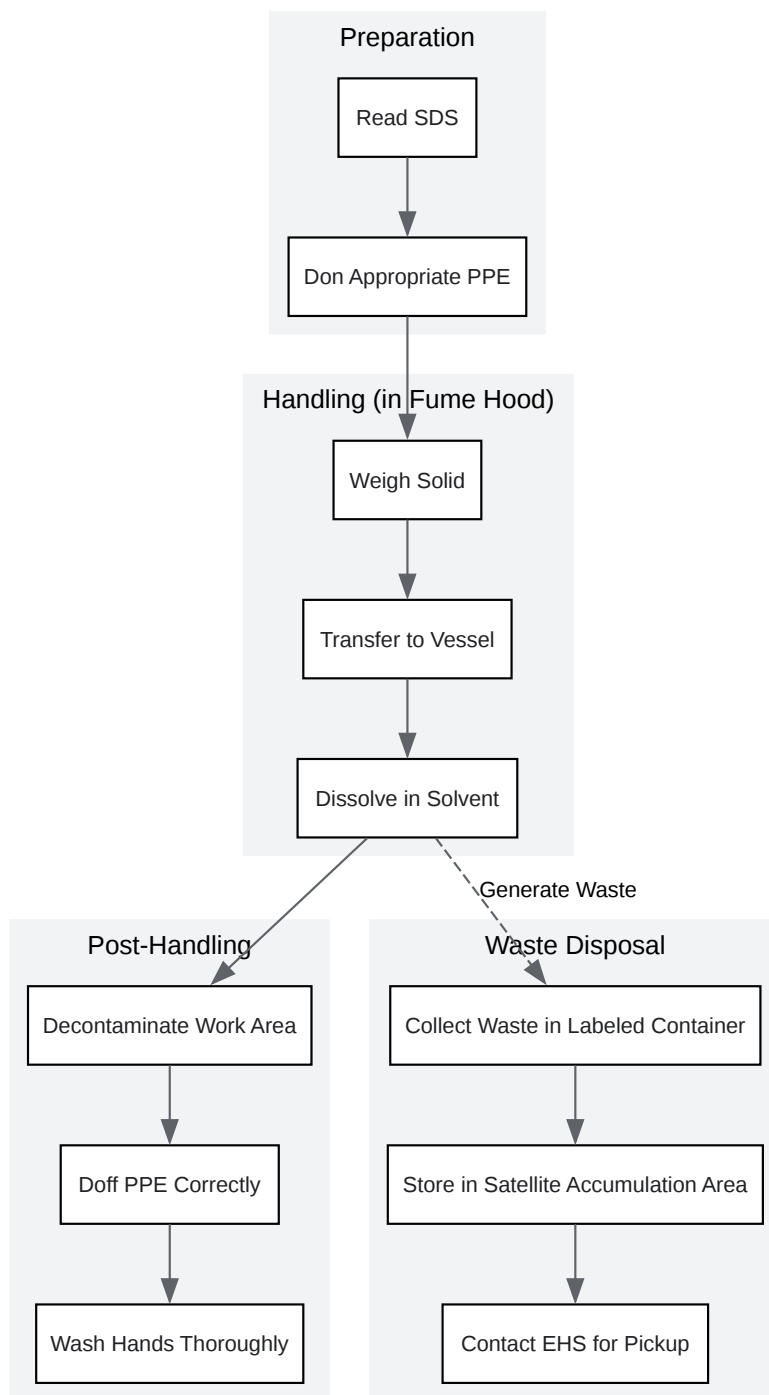 Preparation
Read SDS
Don Appropriate PPE
Handling (in Fume Hood)
Weigh Solid
Transfer to Vessel
Dissolve in Solvent
Generate Waste
Post-Handling
Decontaminate Work Area
Doff PPE Correctly
Wash Hands Thoroughly
Waste Disposal
Collect Waste in Labeled Container
Store in Satellite Accumulation Area
Contact EHS for Pickup